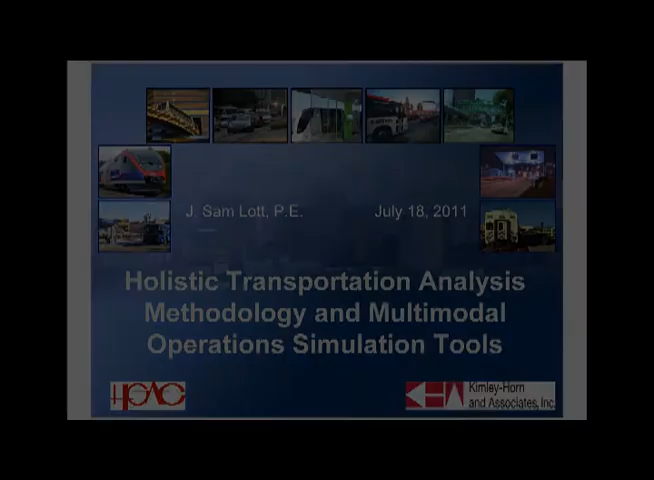 J. Sam Lott, P.E.
July 18, 2011
Holistic Transportation Analysis
Methodology and Multimodal
Operations Simulation Tools
Kimley-Horn
and Associates, Inc.